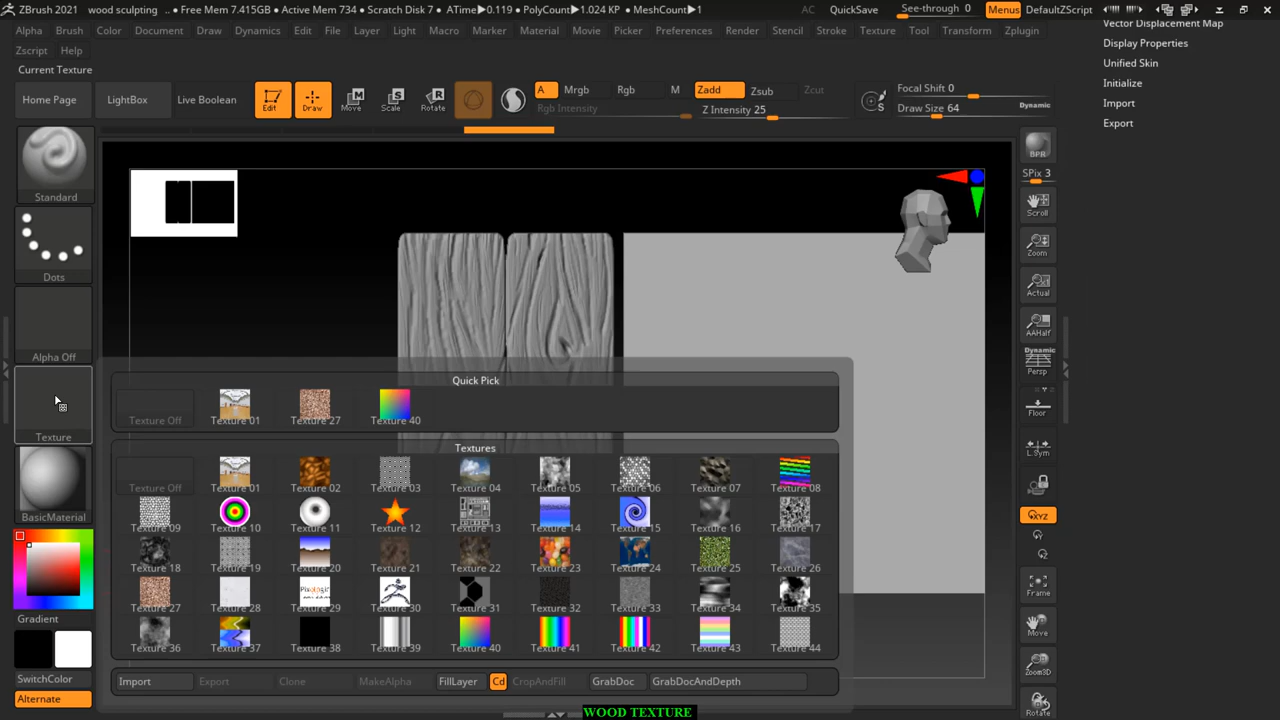 ZBrush 2021 wood sculpting .. • Free Mem 7.415GB • Active Mem 734 • Scratch Disk 7 • ATime▶0.119 • PolyCount▶1.024 KP • MeshCount▶1 AC QuickSave See-through 0 Menus DefaultZScript
Alpha Brush Color Document Draw Dynamics Edit File Layer Light Macro Marker Material Movie Picker Preferences Render Stencil Stroke Texture Tool Transform Zplugin
Zscript Help
Current Texture
Home Page LightBox Live Boolean Edit Draw Move Scale Rotate A Mrgb Rgb M Zadd Zsub Zcut Focal Shift 0
Rgb Intensity Z Intensity 25 Draw Size 64 Dynamic
Vector Displacement Map
Display Properties
Unified Skin
Initialize
Import
Export
Standard
Dots
Alpha Off
Texture
BasicMaterial
Gradient
SwitchColor
Alternate
BPR
SPix 3
Scroll
Zoom
Actual
AAHalf
Dynamic
Persp
Floor
L.Sym
XYZ
Frame
Move
Zoom3D
Rotate
Quick Pick
Texture Off Texture 01 Texture 27 Texture 40
Textures
Texture Off Texture 01 Texture 02 Texture 03 Texture 04 Texture 05 Texture 06 Texture 07 Texture 08
Texture 09 Texture 10 Texture 11 Texture 12 Texture 13 Texture 14 Texture 15 Texture 16 Texture 17
Texture 18 Texture 19 Texture 20 Texture 21 Texture 22 Texture 23 Texture 24 Texture 25 Texture 26
Texture 27 Texture 28 Texture 29 Texture 30 Texture 31 Texture 32 Texture 33 Texture 34 Texture 35
Texture 36 Texture 37 Texture 38 Texture 39 Texture 40 Texture 41 Texture 42 Texture 43 Texture 44
Import Export Clone MakeAlpha FillLayer Cd CropAndFill GrabDoc GrabDocAndDepth
WOOD TEXTURE